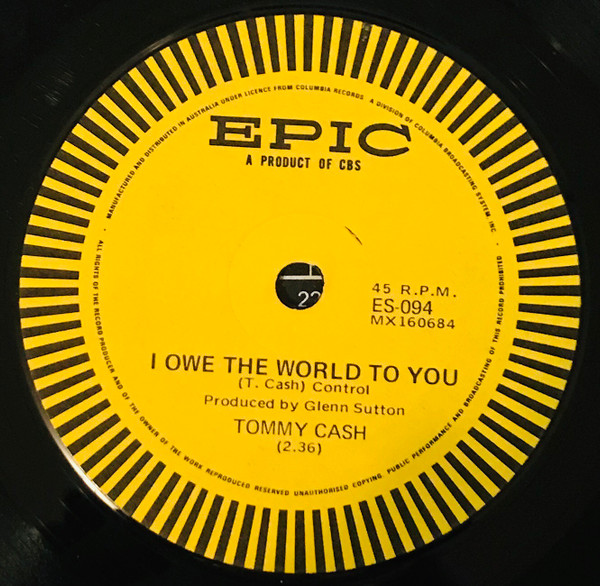 MANUFACTURED AND DISTRIBUTED IN AUSTRALIA UNDER LICENCE FROM COLUMBIA RECORDS A DIVISION OF COLUMBIA BROADCASTING SYSTEM, INC.
EPIC
A PRODUCT OF CBS
22
45 R.P.M.
ES-094
MX160684
I OWE THE WORLD TO YOU
(T. Cash) Control
Produced by Glenn Sutton
TOMMY CASH
(2.36)
ALL RIGHTS OF THE RECORD PRODUCER AND OF THE OWNER OF THE WORK REPRODUCED RESERVED UNAUTHORISED COPYING PUBLIC PERFORMANCE AND BROADCASTING OF THIS RECORD PROHIBITED